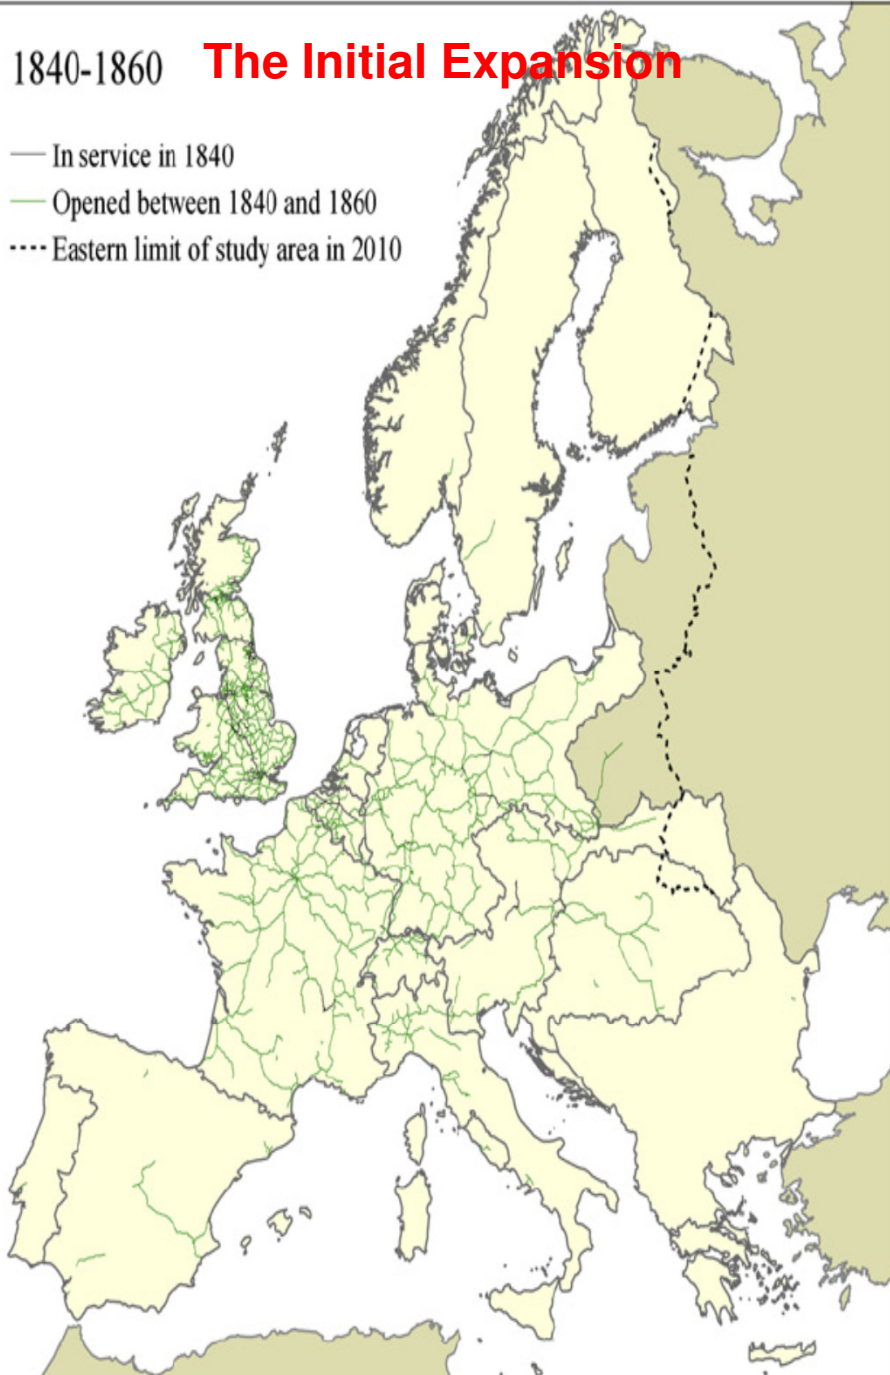 1840-1860 The Initial Expansion
In service in 1840
Opened between 1840 and 1860
Eastern limit of study area in 2010